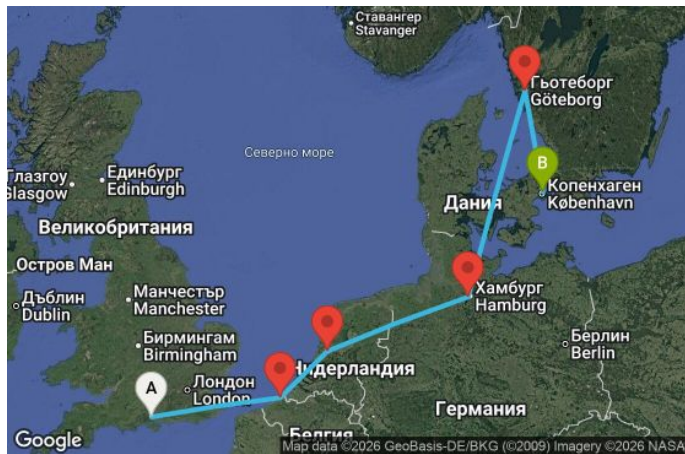 Ставангер
Stavanger
Гьотеборг
Göteborg
Глазгоу
Glasgow
Единбург
Edinburgh
Северно море
B
Копенхаген
København
Дания
Великобритания
Остров Ман
Дъблин
Dublin
Манчестър
Manchester
Хамбург
Hamburg
Бирмингам
Birmingham
Берлин
Berlin
Нидерландия
A
Лондон
London
Германия
Белгия
Google
Map data ©2026 GeoBasis-DE/BKG (©2009) Imagery ©2026 NASA